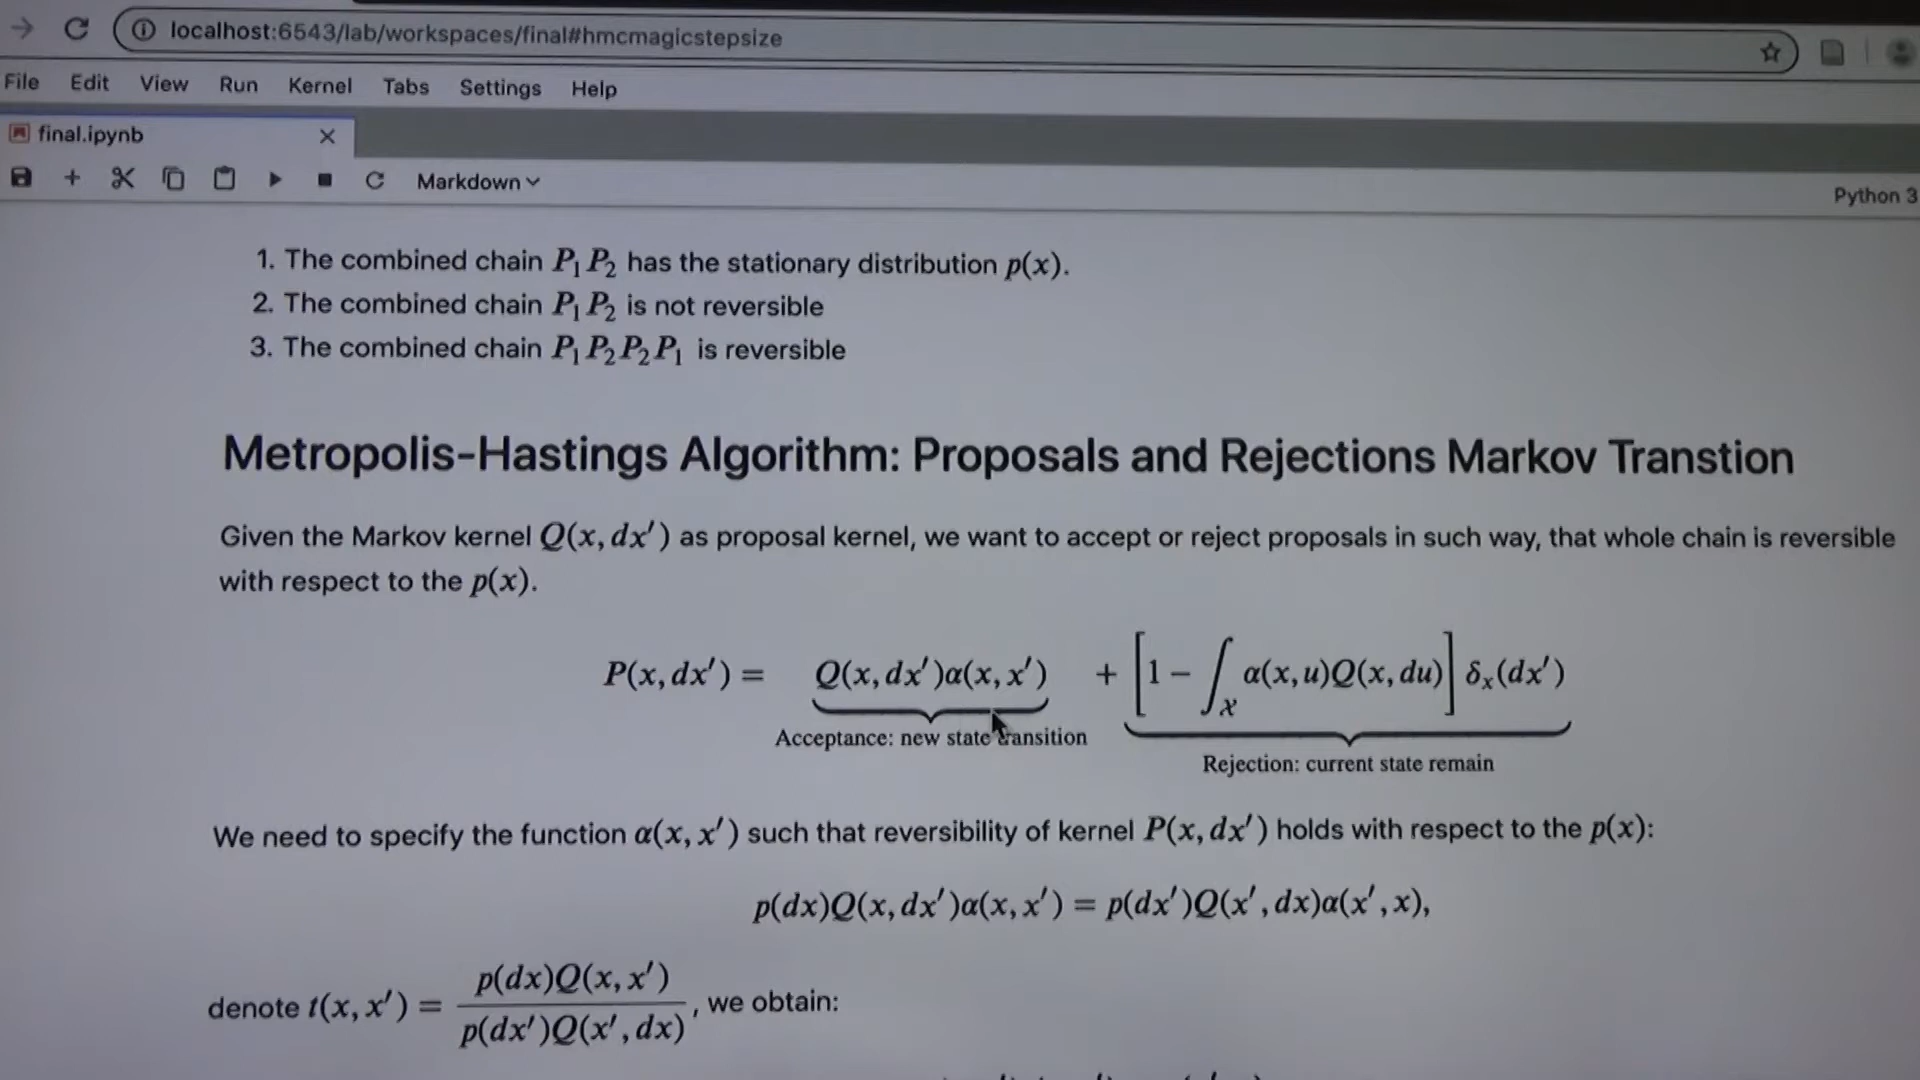 localhost:6543/lab/workspaces/final#hmcmagicstepsize
File Edit View Run Kernel Tabs Settings Help
final.ipynb
Markdown
Python 3
1. The combined chain P₁P₂ has the stationary distribution p(x).
2. The combined chain P₁P₂ is not reversible
3. The combined chain P₁P₂P₂P₁ is reversible
Metropolis-Hastings Algorithm: Proposals and Rejections Markov Transtion
Given the Markov kernel Q(x, dx′) as proposal kernel, we want to accept or reject proposals in such way, that whole chain is reversible
with respect to the p(x).
P(x, dx′) = Q(x, dx′)α(x, x′) + [1 − ∫_X α(x, u)Q(x, du)] δₓ(dx′)
Acceptance: new state transition
Rejection: current state remain
We need to specify the function α(x, x′) such that reversibility of kernel P(x, dx′) holds with respect to the p(x):
p(dx)Q(x, dx′)α(x, x′) = p(dx′)Q(x′, dx)α(x′, x),
denote t(x, x′) = p(dx)Q(x, x′) / p(dx′)Q(x′, dx), we obtain: